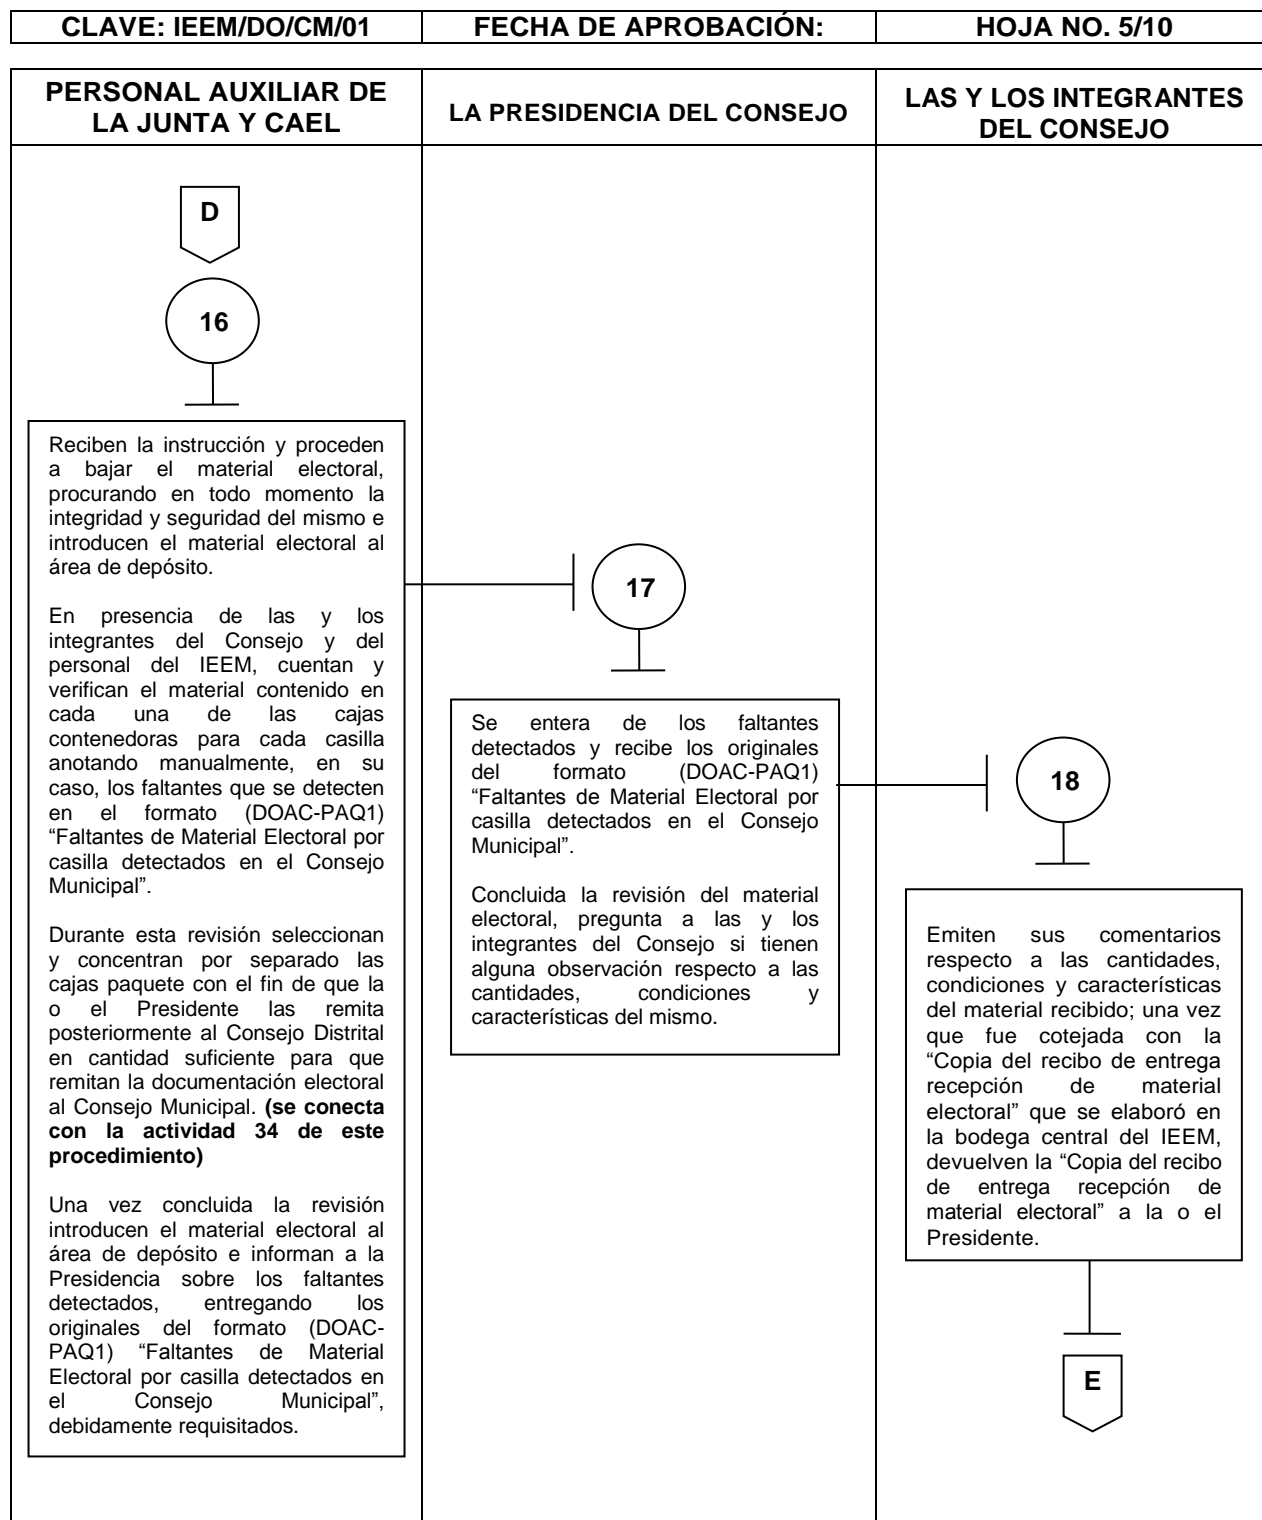 CLAVE: IEEM/DO/CM/01
FECHA DE APROBACIÓN:
HOJA NO. 5/10
PERSONAL AUXILIAR DE
LA JUNTA Y CAEL
LA PRESIDENCIA DEL CONSEJO
LAS Y LOS INTEGRANTES
DEL CONSEJO
D
16
Reciben la instrucción y proceden
a bajar el material electoral,
procurando en todo momento la
integridad y seguridad del mismo e
introducen el material electoral al
área de depósito.
En presencia de las y los
integrantes del Consejo y del
personal del IEEM, cuentan y
verifican el material contenido en
cada una de las cajas
contenedoras para cada casilla
anotando manualmente, en su
caso, los faltantes que se detecten
en el formato (DOAC-PAQ1)
“Faltantes de Material Electoral por
casilla detectados en el Consejo
Municipal”.
Durante esta revisión seleccionan
y concentran por separado las
cajas paquete con el fin de que la
o el Presidente las remita
posteriormente al Consejo Distrital
en cantidad suficiente para que
remitan la documentación electoral
al Consejo Municipal. (se conecta
con la actividad 34 de este
procedimiento)
Una vez concluida la revisión
introducen el material electoral al
área de depósito e informan a la
Presidencia sobre los faltantes
detectados, entregando los
originales del formato (DOAC-
PAQ1) “Faltantes de Material
Electoral por casilla detectados en
el Consejo Municipal”,
debidamente requisitados.
17
Se entera de los faltantes
detectados y recibe los originales
del formato (DOAC-PAQ1)
“Faltantes de Material Electoral por
casilla detectados en el Consejo
Municipal”.
Concluida la revisión del material
electoral, pregunta a las y los
integrantes del Consejo si tienen
alguna observación respecto a las
cantidades, condiciones y
características del mismo.
18
Emiten sus comentarios
respecto a las cantidades,
condiciones y características
del material recibido; una vez
que fue cotejada con la
“Copia del recibo de entrega
recepción de material
electoral” que se elaboró en
la bodega central del IEEM,
devuelven la “Copia del recibo
de entrega recepción de
material electoral” a la o el
Presidente.
E